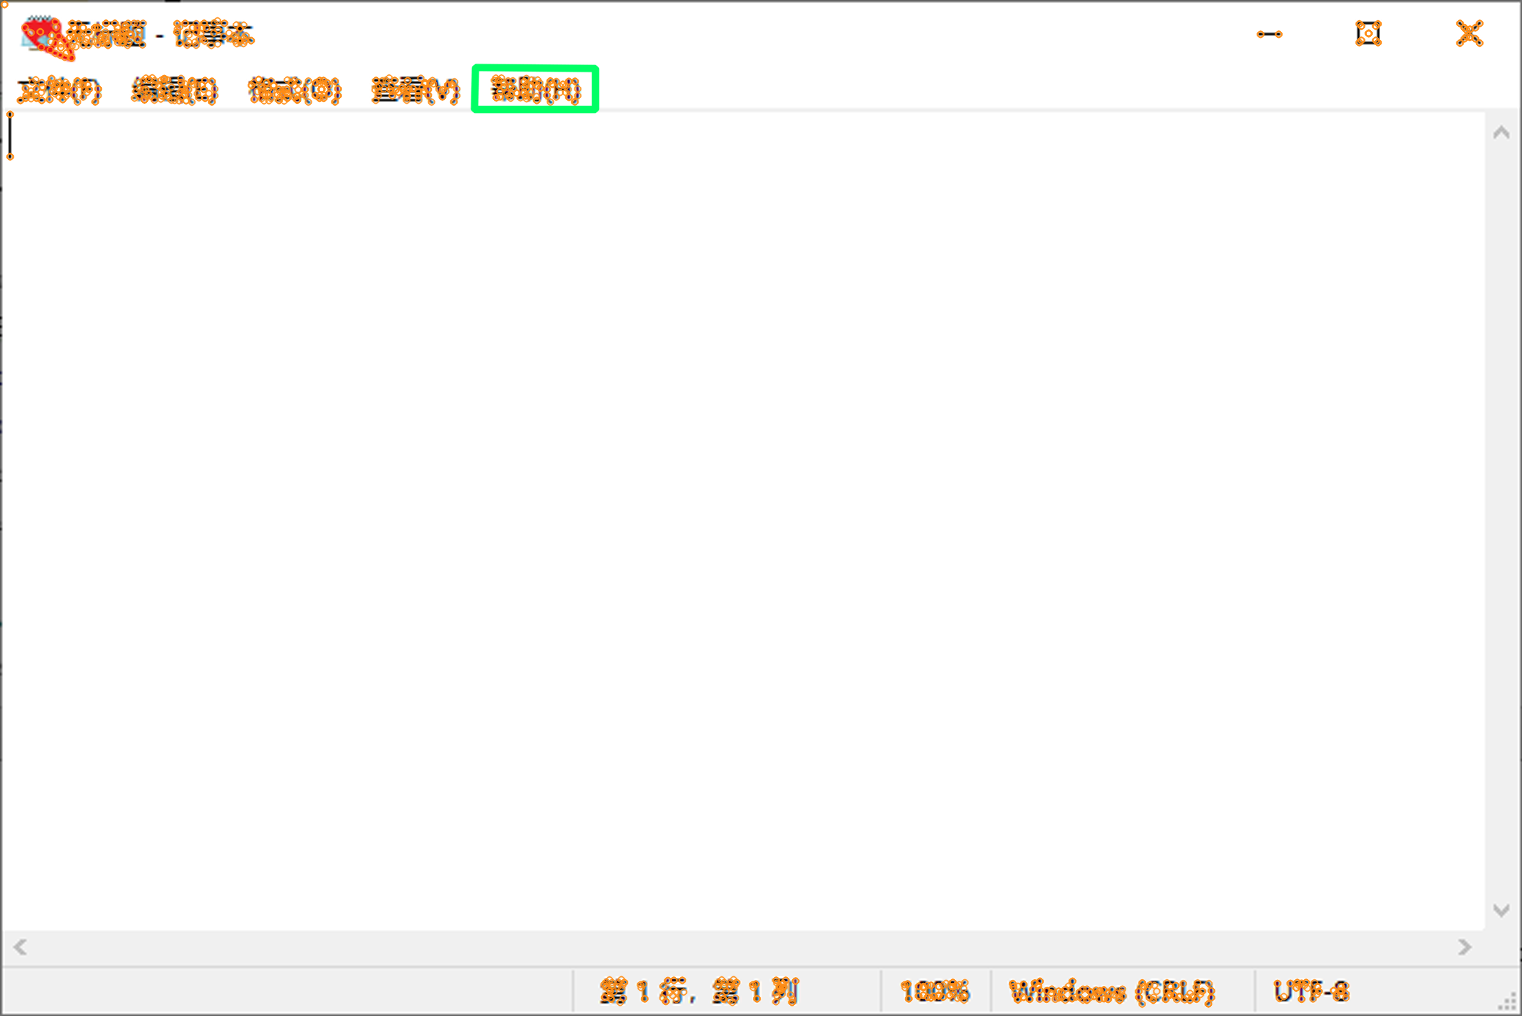 无标题 - 记事本
文件(F) 编辑(E) 格式(O) 查看(V) 帮助(H)
第 1 行, 第 1 列 100% Windows (CRLF) UTF-8